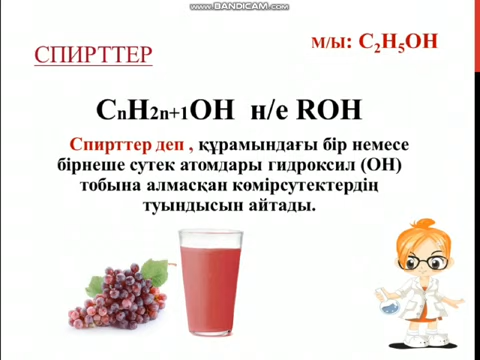 www.BANDICAM.com
СПИРТТЕР
М/Ы: C₂H₅OH
CnH2n+1OH н/е ROH
Спирттер деп , құрамындағы бір немесе
бірнеше сутек атомдары гидроксил (ОН)
тобына алмасқан көмірсутектердің
туындысын айтады.